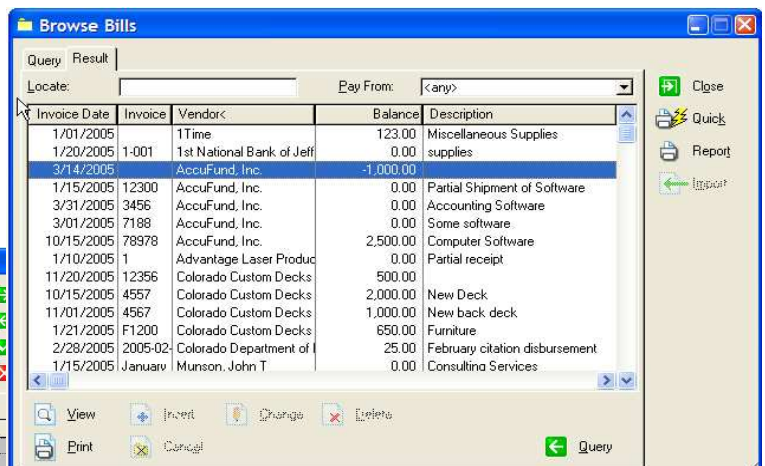 Browse Bills
Query Result
Locate: Pay From: <any> Close
Invoice Date Invoice Vendor< Balance Description Quick
1/01/2005 1Time 123.00 Miscellaneous Supplies
1/20/2005 1-001 1st National Bank of Jeff 0.00 supplies Report
3/14/2005 AccuFund, Inc. -1,000.00
1/15/2005 12300 AccuFund, Inc. 0.00 Partial Shipment of Software Import
3/31/2005 3456 AccuFund, Inc. 0.00 Accounting Software
3/01/2005 7188 AccuFund, Inc. 0.00 Some software
10/15/2005 78978 AccuFund, Inc. 2,500.00 Computer Software
1/10/2005 1 Advantage Laser Produc 0.00 Partial receipt
11/20/2005 12356 Colorado Custom Decks 500.00
10/15/2005 4557 Colorado Custom Decks 2,000.00 New Deck
11/01/2005 4567 Colorado Custom Decks 1,000.00 New back deck
1/21/2005 F1200 Colorado Custom Decks 650.00 Furniture
2/28/2005 2005-02- Colorado Department of 25.00 February citation disbursement
1/15/2005 January Munson, John T 0.00 Consulting Services
View Insert Change Delete
Print Cancel Query